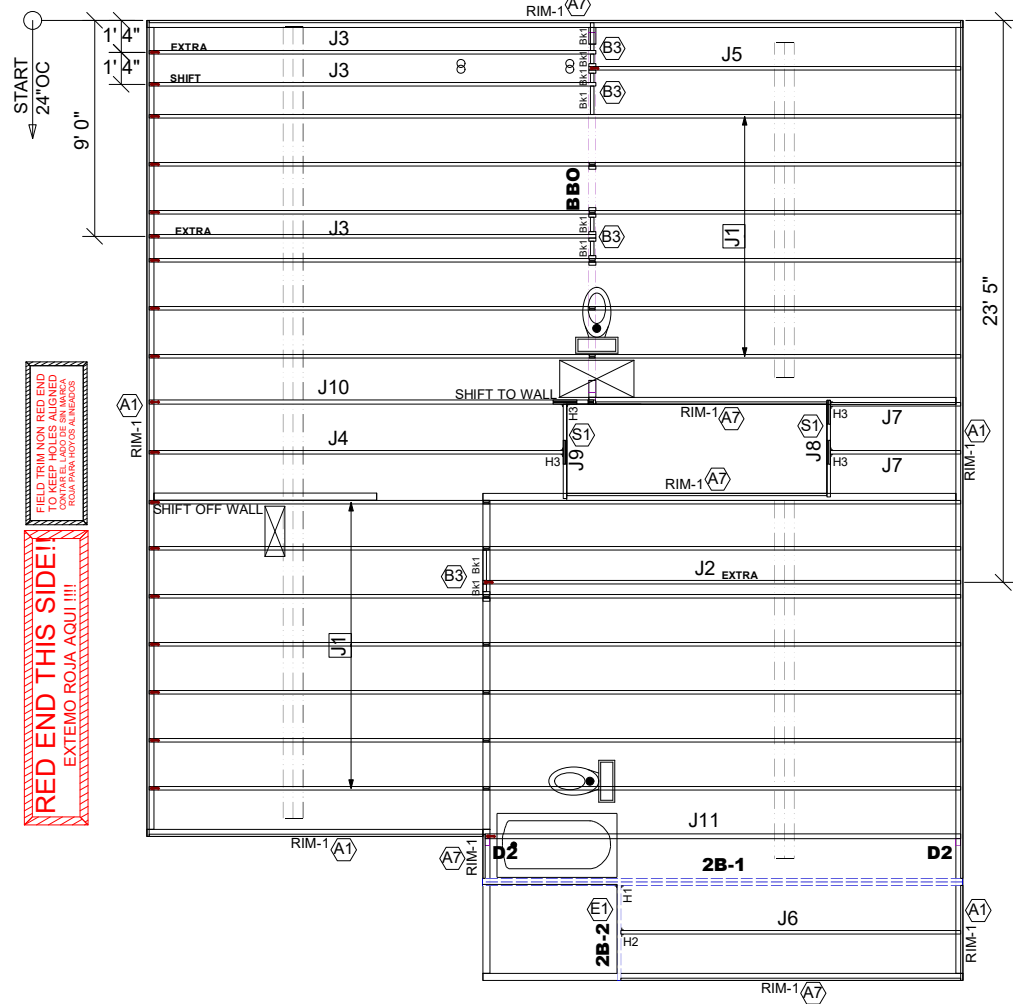 RIM-1 A7
START
24"OC
1' 4"
1' 4"
9' 0"
23' 5"
J3
EXTRA
Bk1
B3
J5
J3
SHIFT
Bk1
Bk1
Bk1
B3
BBO
J1
J3
EXTRA
Bk1
B3
Bk1
J10
SHIFT TO WALL
H3
S1
RIM-1 A7
S1
H3
J7
A1
RIM-1
J4
H3
J9
J8
H3
J7
A1
RIM-1
RIM-1 A7
FIELD TRIM NON RED END
TO KEEP HOLES ALIGNED
CONTAR EL LADO DE SIN MARCA
ROJA PARA HOYOS ALINEADOS
RED END THIS SIDE!!
EXTEMO ROJA AQUI !!!!
SHIFT OFF WALL
B3
Bk1
Bk1
J2 EXTRA
J1
J11
RIM-1 A1
A7
RIM-1
D2
2B-1
D2
E1
H1
2B-2
H2
J6
A1
RIM-1
RIM-1 A7